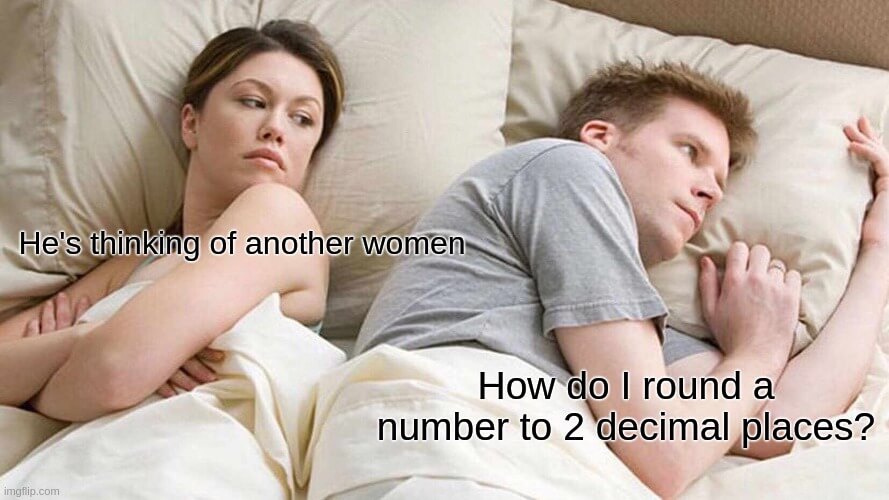 He's thinking of another women
How do I round a
number to 2 decimal places?
imgflip.com